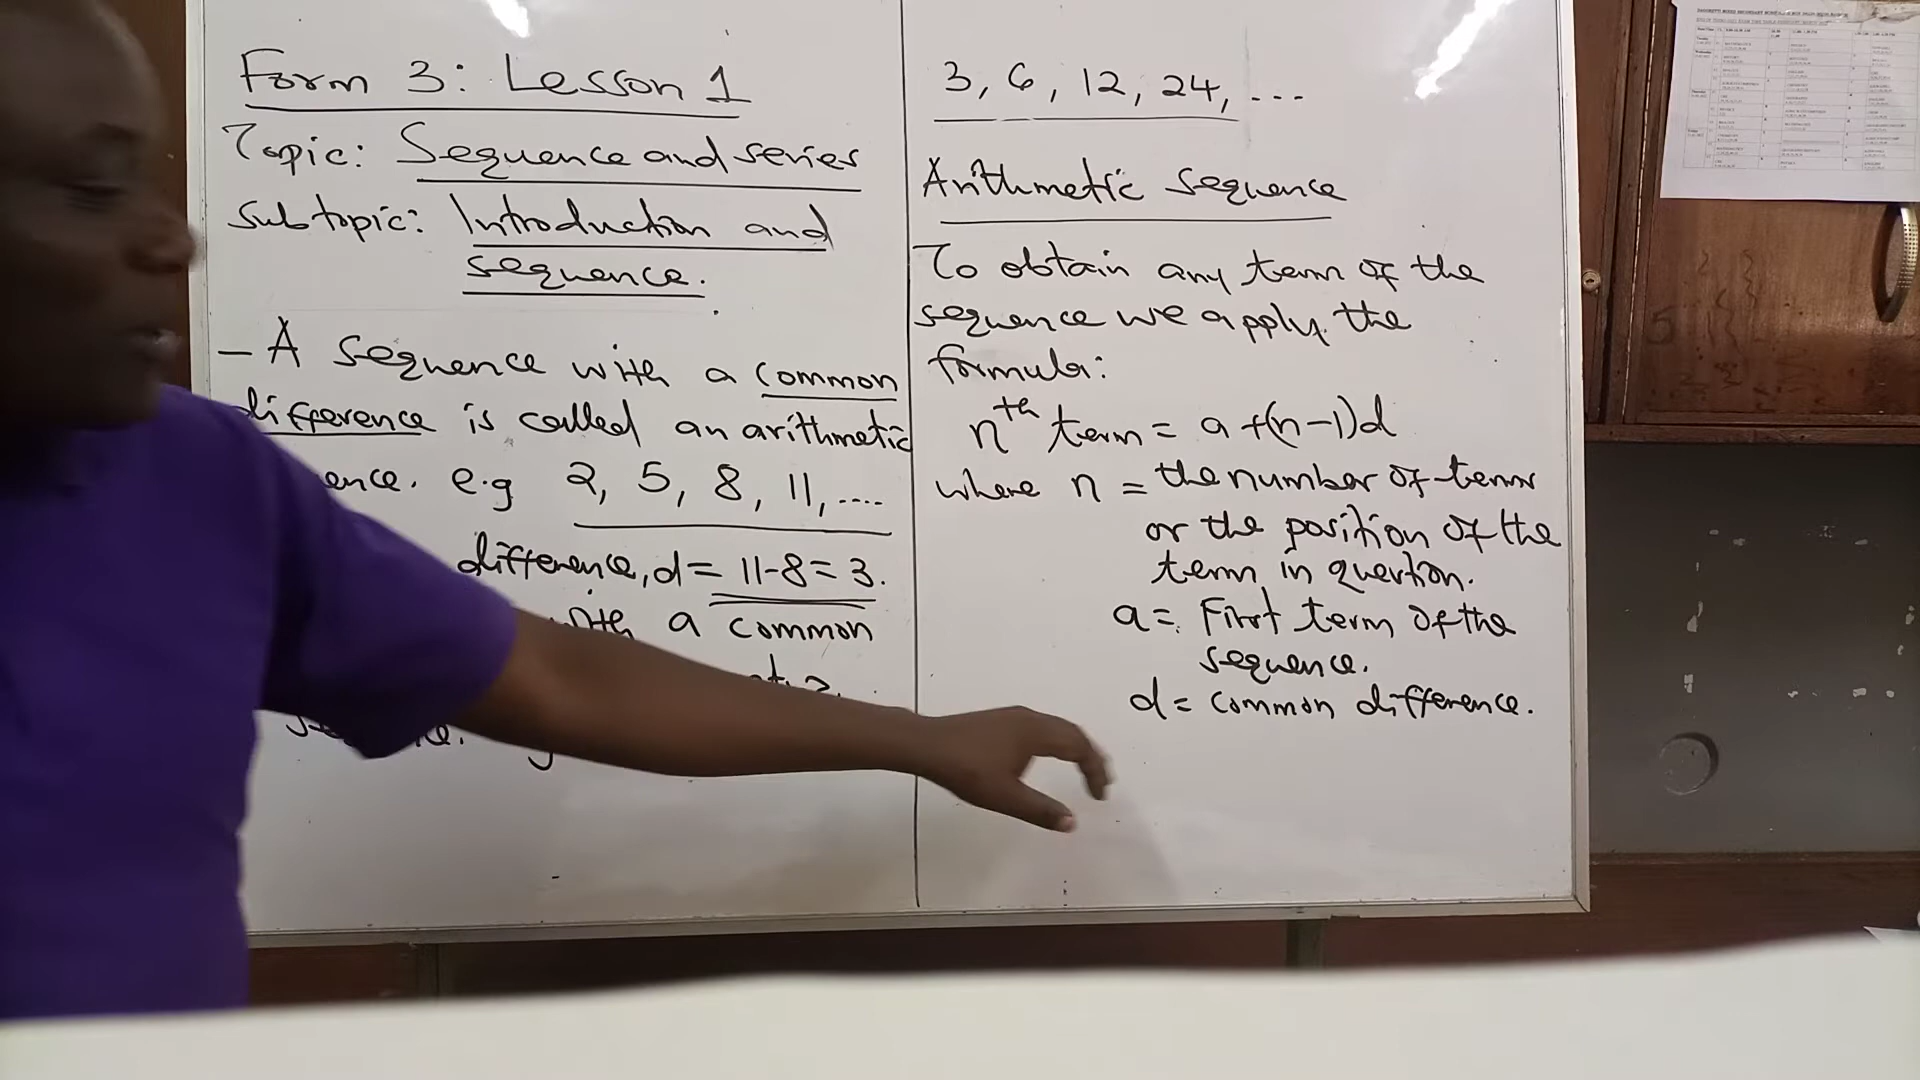 Form 3: Lesson 1
Topic: Sequence and series
Subtopic: Introduction and
sequence.
- A sequence with a common
difference is called an arithmetic
e.g 2, 5, 8, 11, ....
difference, d = 11-8 = 3.
a common
3, 6, 12, 24, ...
Arithmetic sequence
To obtain any term of the
sequence we apply the
formula:
nth term = a+(n-1)d
where n = the number of terms
or the position of the
term in question.
a = First term of the
sequence.
d = common difference.